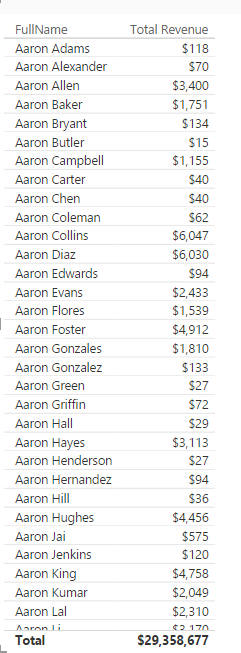 FullName Total Revenue
Aaron Adams $118
Aaron Alexander $70
Aaron Allen $3,400
Aaron Baker $1,751
Aaron Bryant $134
Aaron Butler $15
Aaron Campbell $1,155
Aaron Carter $40
Aaron Chen $40
Aaron Coleman $62
Aaron Collins $6,047
Aaron Diaz $6,030
Aaron Edwards $94
Aaron Evans $2,433
Aaron Flores $1,539
Aaron Foster $4,912
Aaron Gonzales $1,810
Aaron Gonzalez $133
Aaron Green $27
Aaron Griffin $72
Aaron Hall $29
Aaron Hayes $3,113
Aaron Henderson $27
Aaron Hernandez $94
Aaron Hill $36
Aaron Hughes $4,456
Aaron Jai $575
Aaron Jenkins $120
Aaron King $4,758
Aaron Kumar $2,049
Aaron Lal $2,310
Aaron Li
Total $29,358,677